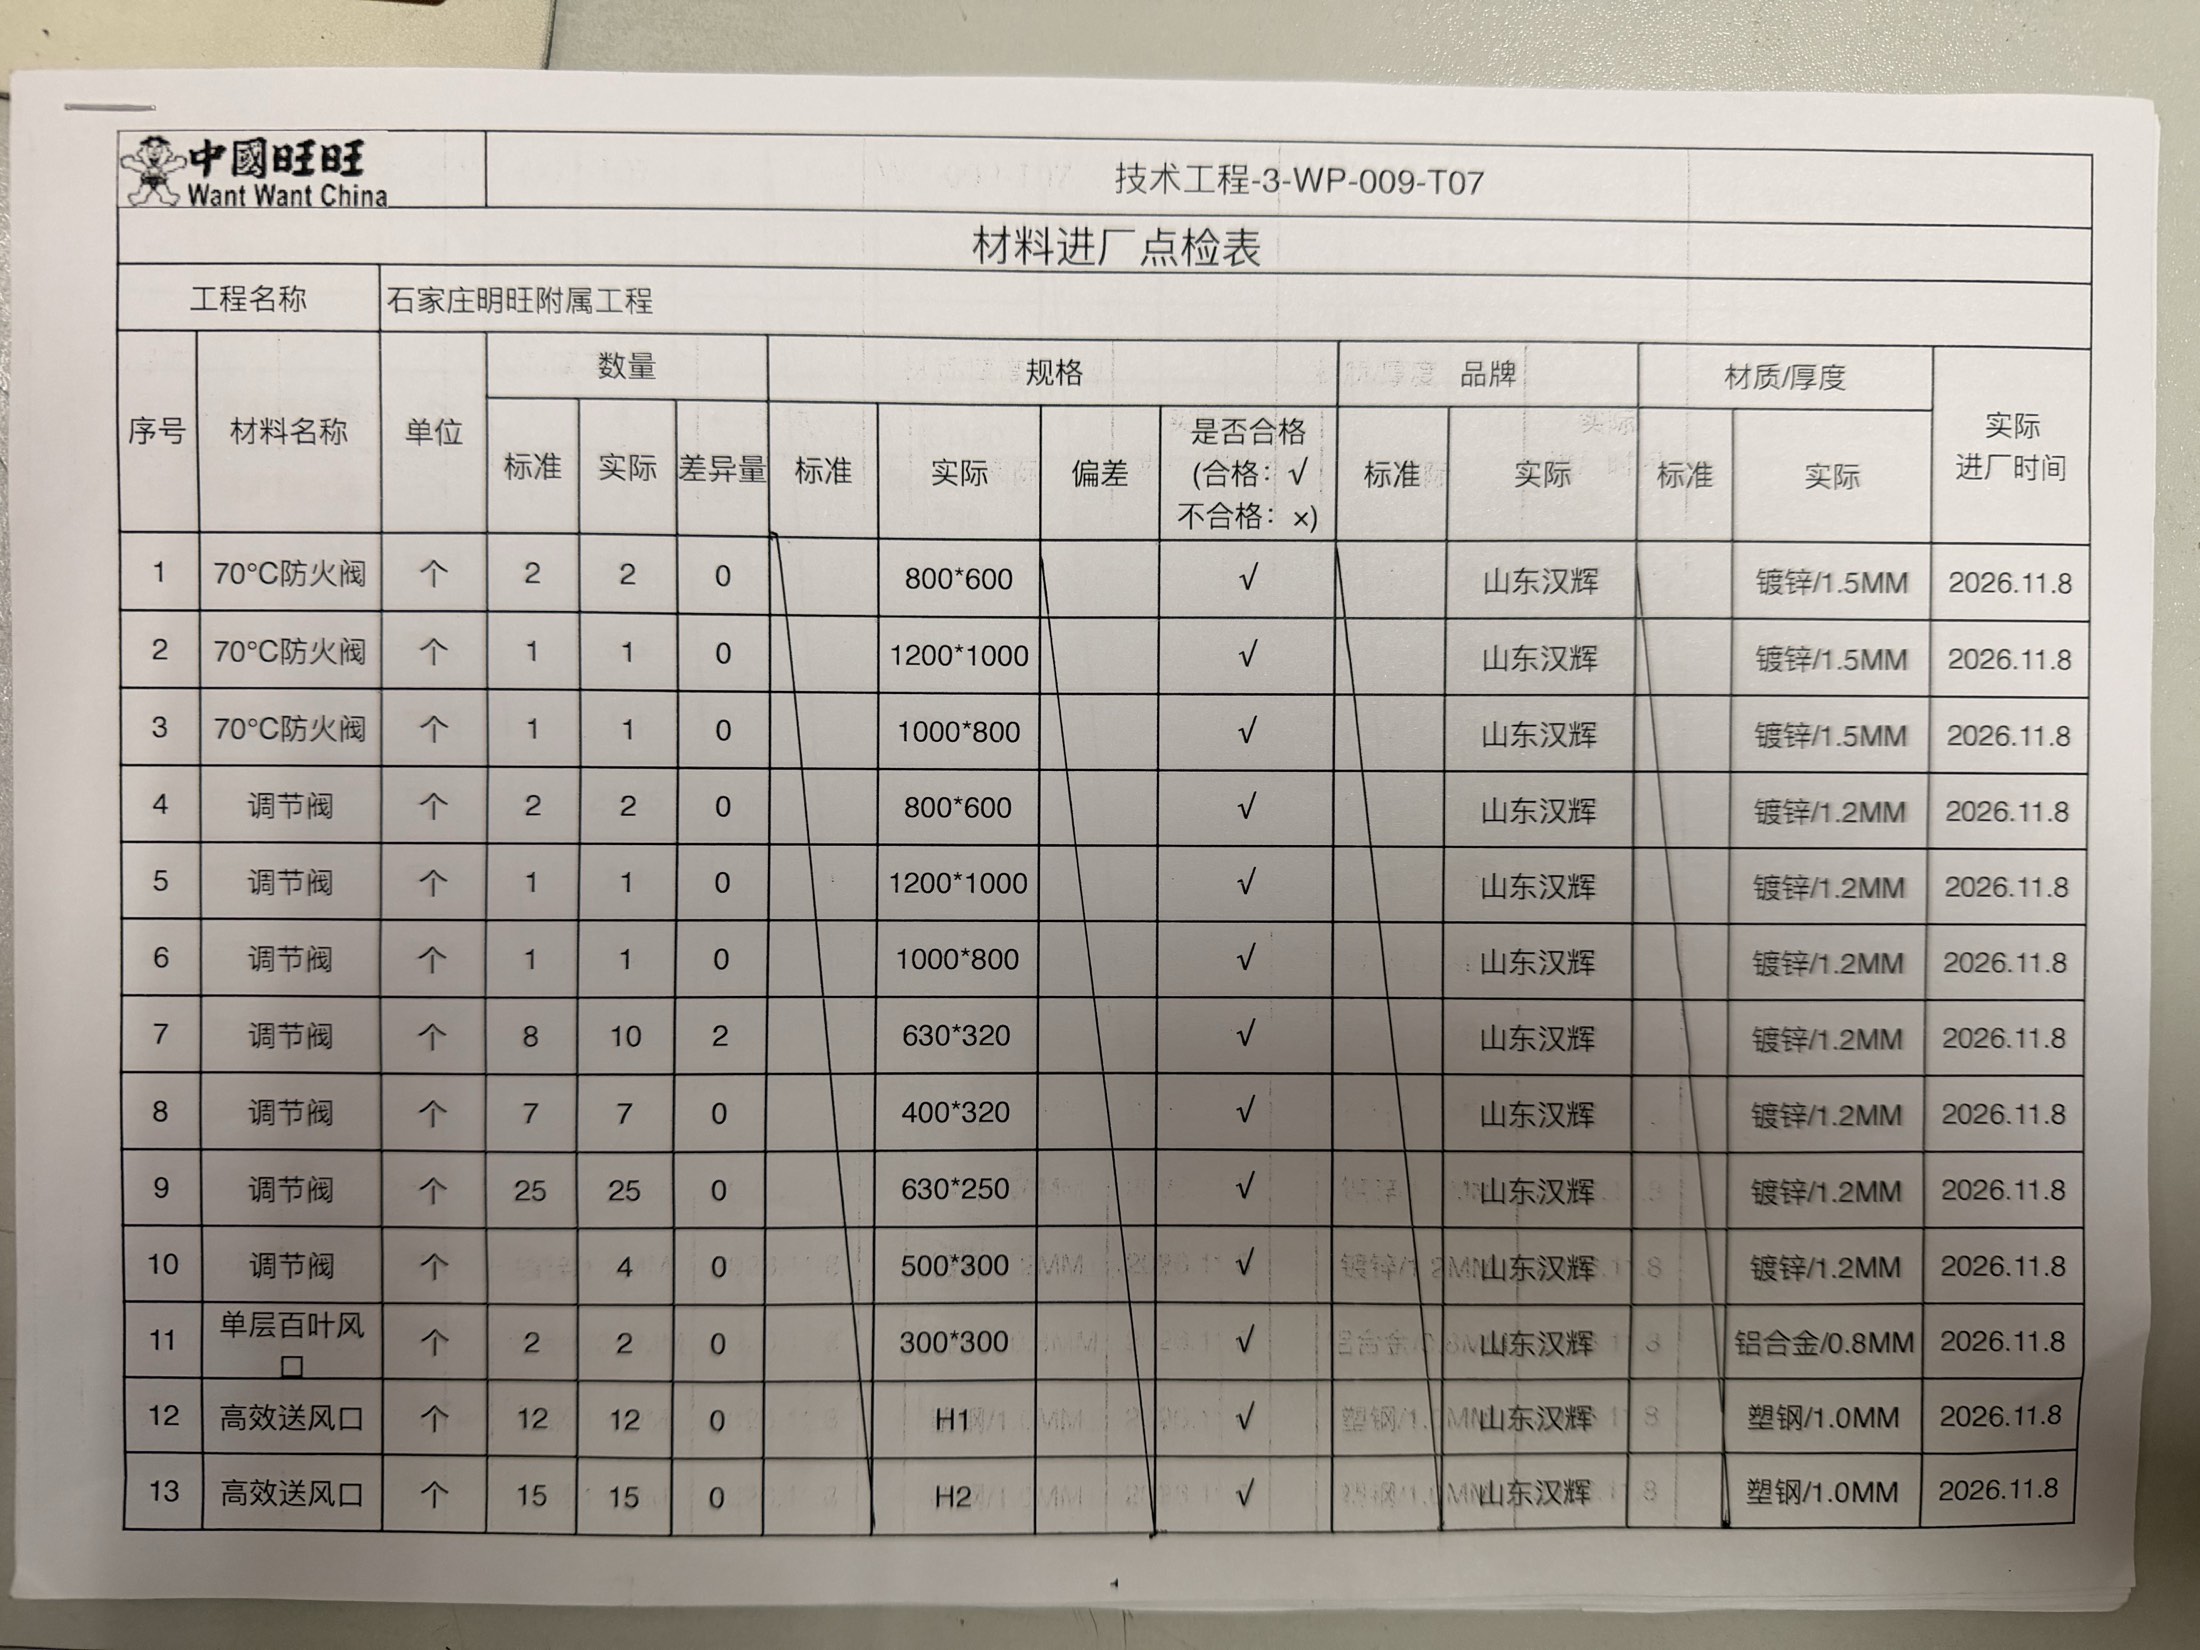 中國旺旺
Want Want China
技术工程-3-WP-009-T07
材料进厂点检表
工程名称 石家庄明旺附属工程
序号 材料名称 单位 数量 规格 品牌 材质/厚度 实际进厂时间
标准 实际 差异量 标准 实际 偏差 是否合格(合格：√ 不合格：×) 标准 实际 标准 实际
1 70°C防火阀 个 2 2 0 800*600 √ 山东汉辉 镀锌/1.5MM 2026.11.8
2 70°C防火阀 个 1 1 0 1200*1000 √ 山东汉辉 镀锌/1.5MM 2026.11.8
3 70°C防火阀 个 1 1 0 1000*800 √ 山东汉辉 镀锌/1.5MM 2026.11.8
4 调节阀 个 2 2 0 800*600 √ 山东汉辉 镀锌/1.2MM 2026.11.8
5 调节阀 个 1 1 0 1200*1000 √ 山东汉辉 镀锌/1.2MM 2026.11.8
6 调节阀 个 1 1 0 1000*800 √ 山东汉辉 镀锌/1.2MM 2026.11.8
7 调节阀 个 8 10 2 630*320 √ 山东汉辉 镀锌/1.2MM 2026.11.8
8 调节阀 个 7 7 0 400*320 √ 山东汉辉 镀锌/1.2MM 2026.11.8
9 调节阀 个 25 25 0 630*250 √ 山东汉辉 镀锌/1.2MM 2026.11.8
10 调节阀 个 4 0 500*300 √ 山东汉辉 镀锌/1.2MM 2026.11.8
11 单层百叶风口 个 2 2 0 300*300 √ 山东汉辉 铝合金/0.8MM 2026.11.8
12 高效送风口 个 12 12 0 H1 √ 山东汉辉 塑钢/1.0MM 2026.11.8
13 高效送风口 个 15 15 0 H2 √ 山东汉辉 塑钢/1.0MM 2026.11.8